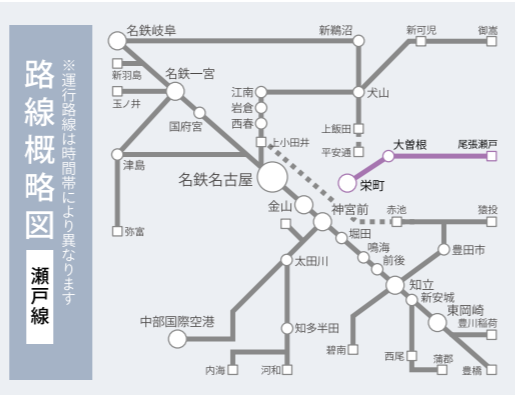 路線概略図
※運行路線は時間帯により異なります
瀬戸線
名鉄岐阜
新鵜沼
新可児
御嵩
新羽島
名鉄一宮
玉ノ井
江南
犬山
岩倉
国府宮
西春
上飯田
上小田井
平安通
大曽根
尾張瀬戸
津島
名鉄名古屋
栄町
金山
神宮前
赤池
猿投
弥富
堀田
鳴海
豊田市
太田川
前後
知立
新安城
中部国際空港
東岡崎
知多半田
豊川稲荷
碧南
西尾
蒲郡
内海
河和
豊橋